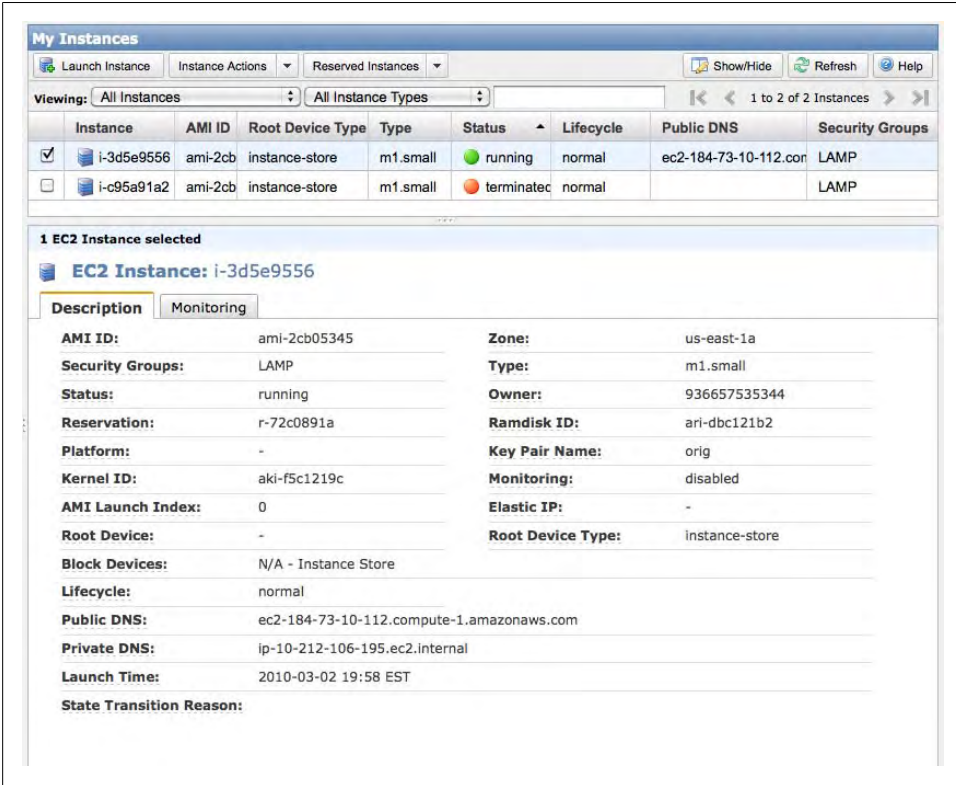 My Instances
Launch Instance Instance Actions Reserved Instances Show/Hide Refresh Help
Viewing: All Instances All Instance Types 1 to 2 of 2 Instances
Instance AMI ID Root Device Type Type Status Lifecycle Public DNS Security Groups
i-3d5e9556 ami-2cb instance-store m1.small running normal ec2-184-73-10-112.con LAMP
i-c95a91a2 ami-2cb instance-store m1.small terminated normal LAMP
1 EC2 Instance selected
EC2 Instance: i-3d5e9556
Description Monitoring
AMI ID: ami-2cb05345 Zone: us-east-1a
Security Groups: LAMP Type: m1.small
Status: running Owner: 936657535344
Reservation: r-72c0891a Ramdisk ID: ari-dbc121b2
Platform: - Key Pair Name: orig
Kernel ID: aki-f5c1219c Monitoring: disabled
AMI Launch Index: 0 Elastic IP: -
Root Device: - Root Device Type: instance-store
Block Devices: N/A - Instance Store
Lifecycle: normal
Public DNS: ec2-184-73-10-112.compute-1.amazonaws.com
Private DNS: ip-10-212-106-195.ec2.internal
Launch Time: 2010-03-02 19:58 EST
State Transition Reason: